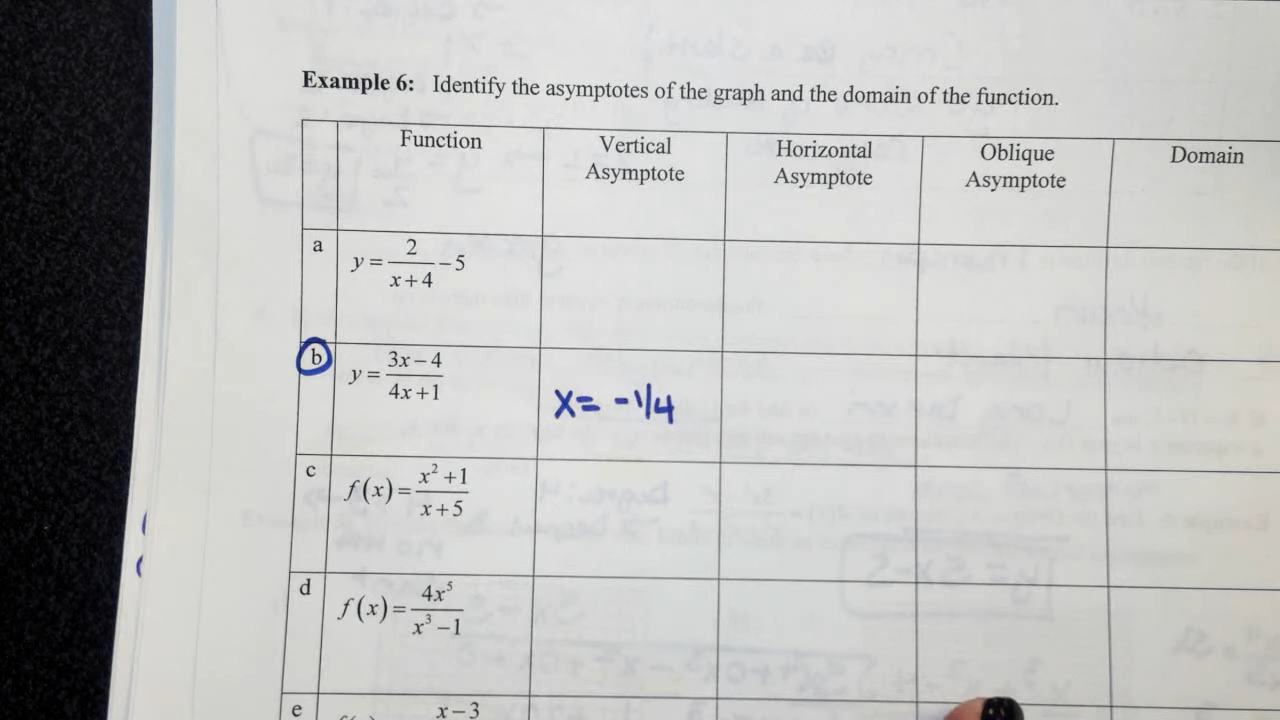 Example 6: Identify the asymptotes of the graph and the domain of the function.
Function
Vertical Asymptote
Horizontal Asymptote
Oblique Asymptote
Domain
a
y = 2/(x+4) − 5
b
y = (3x − 4)/(4x + 1)
x = -1/4
c
f(x) = (x² + 1)/(x + 5)
d
f(x) = 4x⁵/(x³ − 1)
e
x − 3